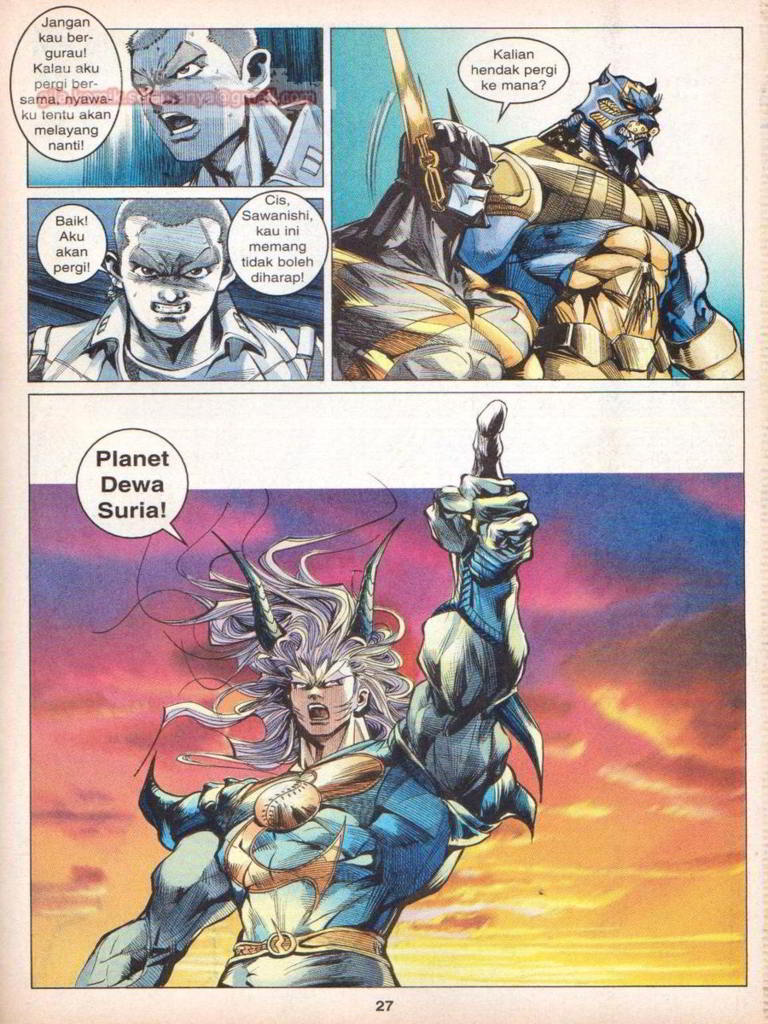 Jangan
kau ber-
gurau!
Kalau aku
pergi ber-
sama, nyawa-
ku tentu akan
melayang
nanti!
Kalian
hendak pergi
ke mana?
Baik!
Aku
akan
pergi!
Cis,
Sawanishi,
kau ini
memang
tidak boleh
diharap!
Planet
Dewa
Suria!
27